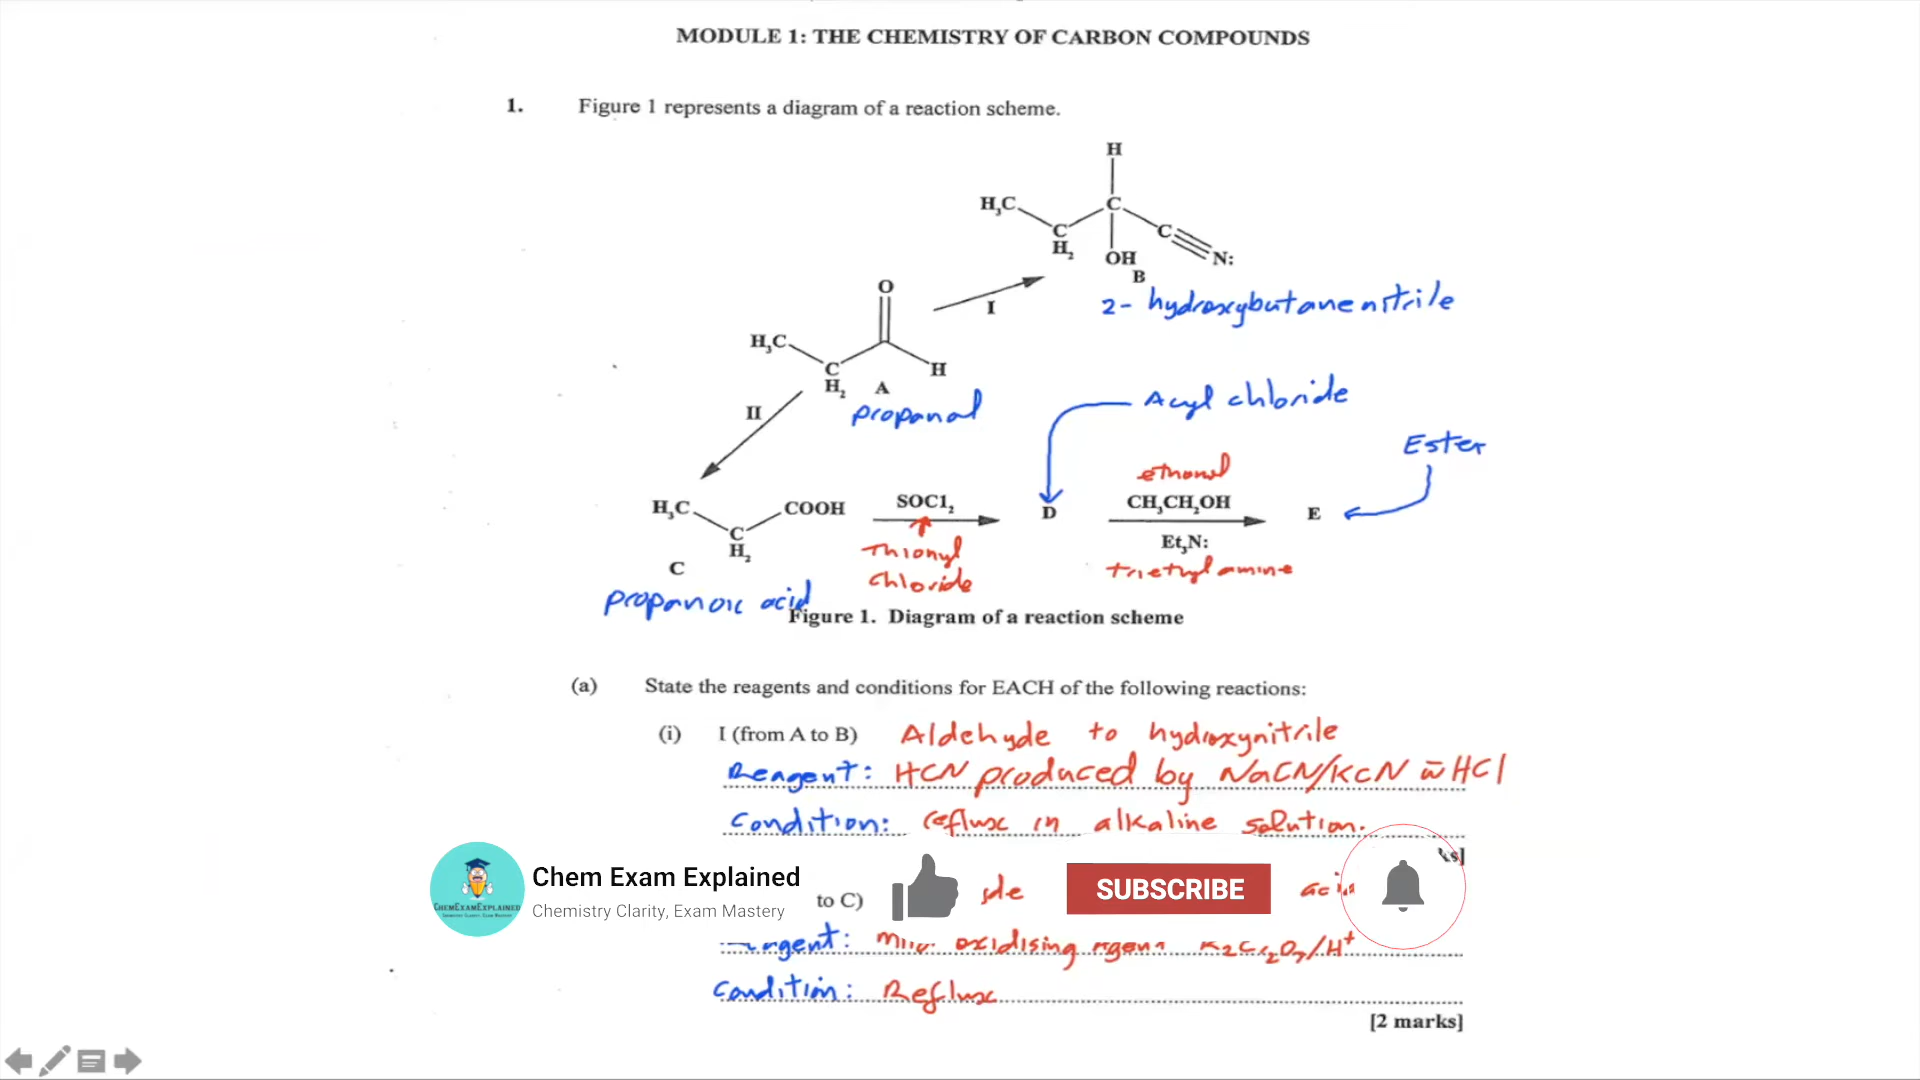 MODULE 1: THE CHEMISTRY OF CARBON COMPOUNDS
1. Figure 1 represents a diagram of a reaction scheme.
H
H₃C C C
C H₂ OH N:
B
2- hydroxybutanenitrile
O
I
H₃C
C H₂ A H
propanal
II
Acyl chloride
Ester
ethanol
H₃C COOH SOCl₂ D CH₃CH₂OH E
C H₂
Et₃N:
Thionyl chloride
triethylamine
C
propanoic acid
Figure 1. Diagram of a reaction scheme
(a) State the reagents and conditions for EACH of the following reactions:
(i) I (from A to B) Aldehyde to hydroxynitrile
Reagent: HCN produced by NaCN/KCN w̄ HCl
Condition: reflux in alkaline solution.
ks]
Chem Exam Explained
Chemistry Clarity, Exam Mastery
CHEMEXAMEXPLAINED
to C) SUBSCRIBE
oxidising K₂Cr₂O₇/H⁺
Condition: Reflux
[2 marks]